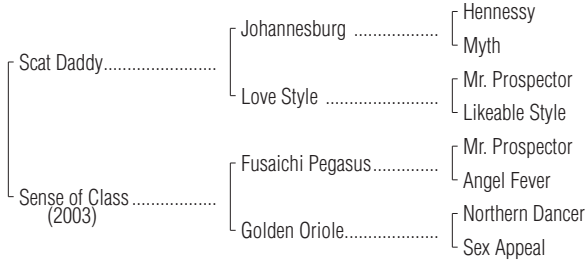 Hennessy
Johannesburg ..................
Myth
Scat Daddy........................
Mr. Prospector
Love Style ........................
Likeable Style
Mr. Prospector
Fusaichi Pegasus..............
Angel Fever
Sense of Class ..................
(2003)
Northern Dancer
Golden Oriole....................
Sex Appeal